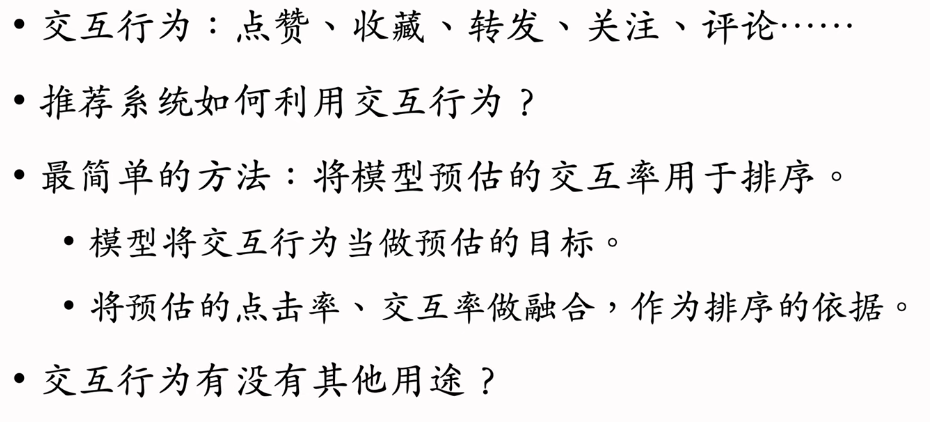 • 交互行为：点赞、收藏、转发、关注、评论……
• 推荐系统如何利用交互行为？
• 最简单的方法：将模型预估的交互率用于排序。
• 模型将交互行为当做预估的目标。
• 将预估的点击率、交互率做融合，作为排序的依据。
• 交互行为有没有其他用途？